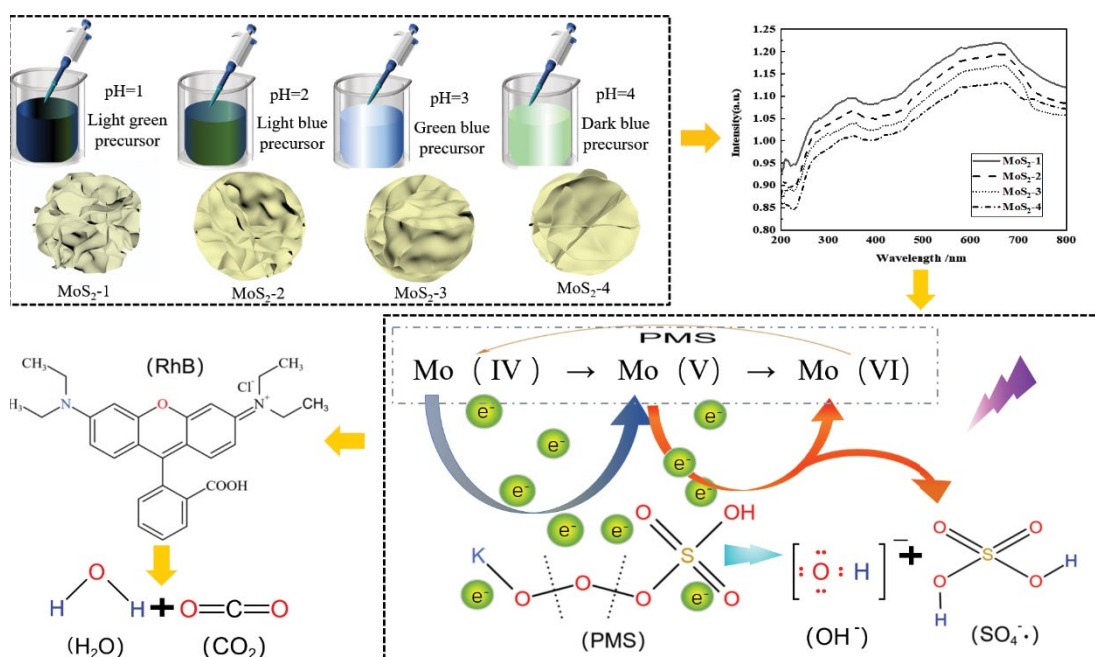 pH=1
Light green
precursor
pH=2
Light blue
precursor
pH=3
Green blue
precursor
pH=4
Dark blue
precursor
MoS₂-1
MoS₂-2
MoS₂-3
MoS₂-4
1.25
1.20
1.15
1.10
1.05
1.00
0.95
0.90
0.85
0.80
Intensity(a.u.)
MoS₂-1
MoS₂-2
MoS₂-3
MoS₂-4
200 300 400 500 600 700 800
Wavelength /nm
PMS
Mo (IV) → Mo (V) → Mo (VI)
e⁻
e⁻
e⁻
e⁻
e⁻
e⁻
e⁻
e⁻
e⁻
e⁻
K
O
O
O
O
S
OH
O
(PMS)
[:O: H]⁻
+
(OH⁻)
O
O
S
O
H
O
H
(SO₄⁻·)
(RhB)
CH₃
H₃C
N
O
Cl⁻
N⁺
CH₃
CH₃
COOH
O
H
H
+
O=C=O
(H₂O)
(CO₂)